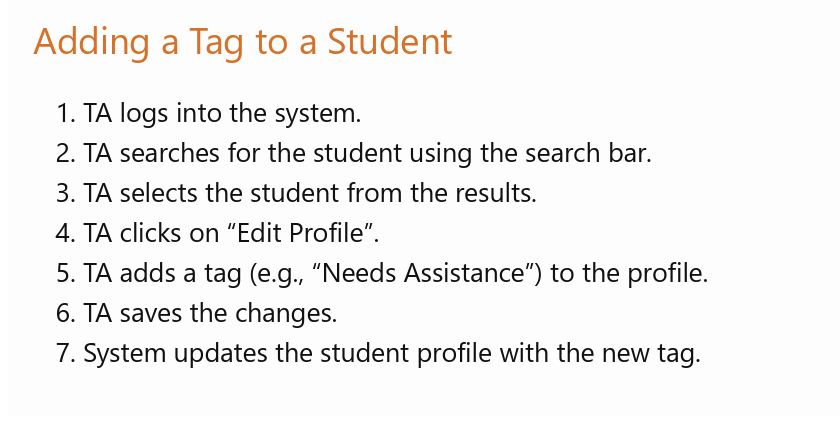 Adding a Tag to a Student
1. TA logs into the system.
2. TA searches for the student using the search bar.
3. TA selects the student from the results.
4. TA clicks on “Edit Profile”.
5. TA adds a tag (e.g., “Needs Assistance”) to the profile.
6. TA saves the changes.
7. System updates the student profile with the new tag.